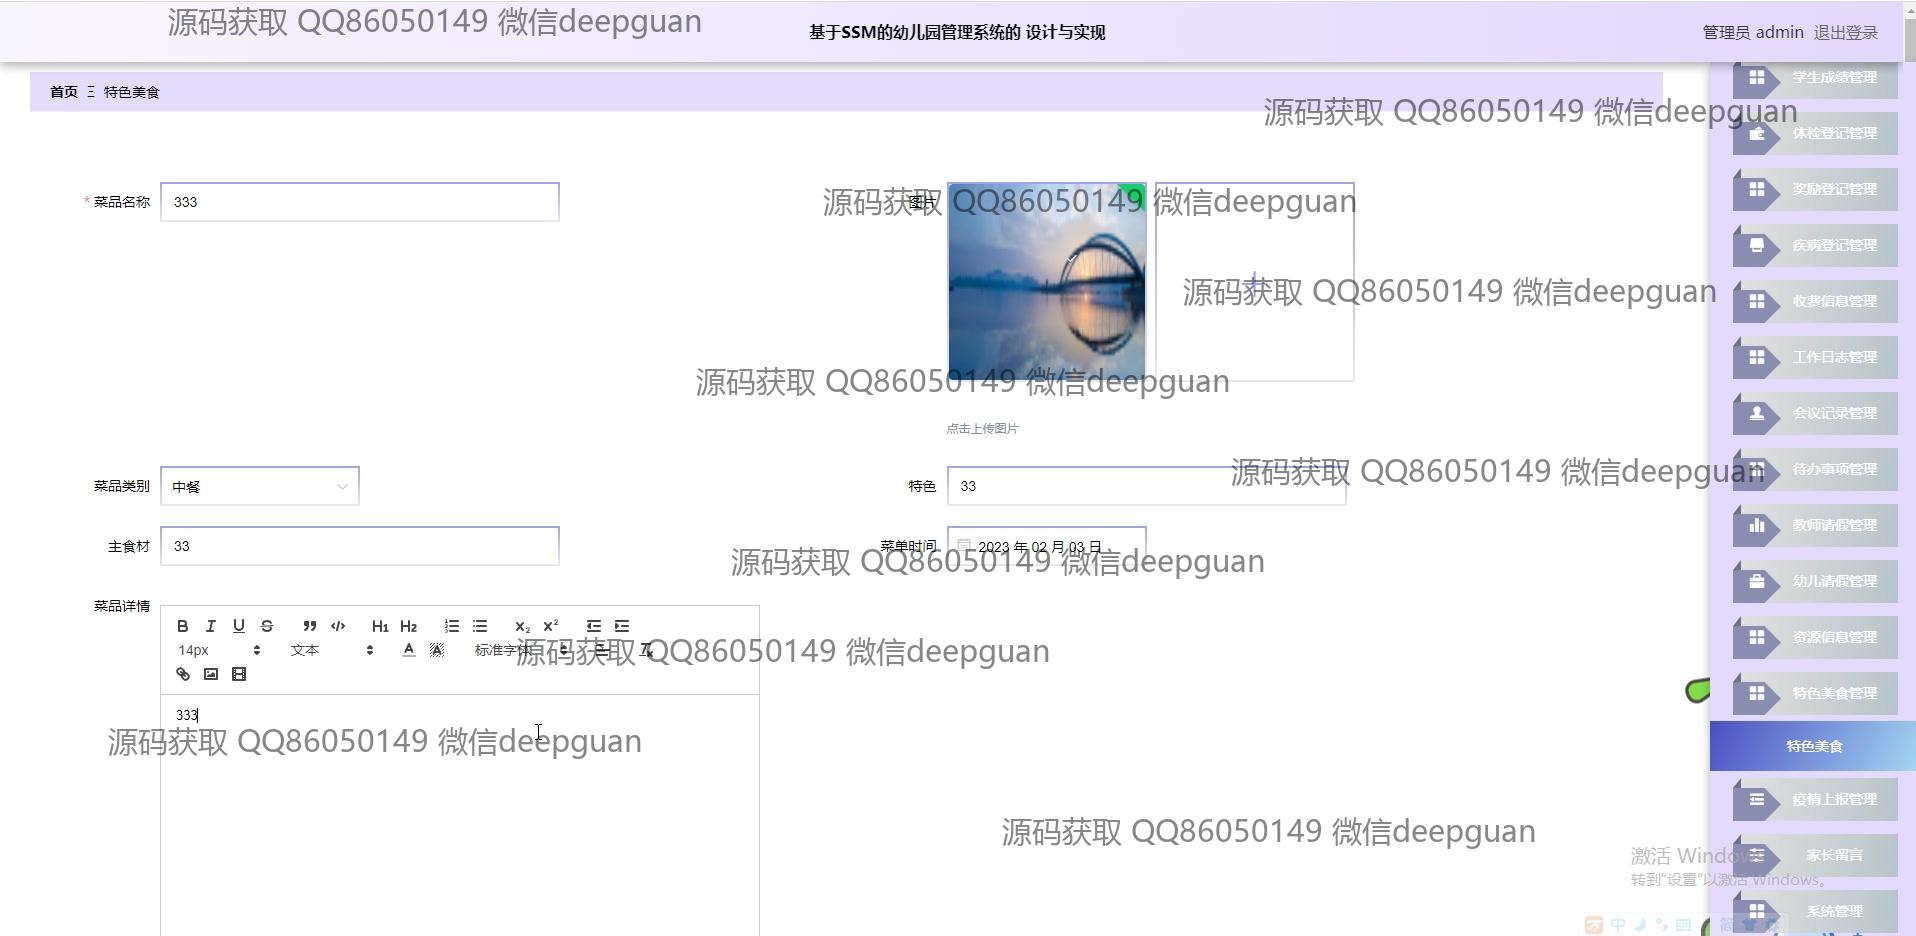 源码获取 QQ86050149 微信deepguan
基于SSM的幼儿园管理系统的 设计与实现
管理员 admin 退出登录
首页 Ξ 特色美食
源码获取 QQ86050149 微信deepguan
学生成绩管理
体检登记管理
* 菜品名称 333
图片
源码获取 QQ86050149 微信deepguan
奖励登记管理
疾病登记管理
源码获取 QQ86050149 微信deepguan
收费信息管理
工作日志管理
源码获取 QQ86050149 微信deepguan
点击上传图片
会议记录管理
菜品类别 中餐
特色 33
源码获取 QQ86050149 微信deepguan
待办事项管理
教师请假管理
主食材 33
菜单时间 2023 年 02 月 03 日
源码获取 QQ86050149 微信deepguan
幼儿请假管理
菜品详情
B I U S H1 H2 X2 X2
资源信息管理
14px 文本 A A 标准字体
源码获取 QQ86050149 微信deepguan
特色美食管理
333
源码获取 QQ86050149 微信deepguan
特色美食
疫情上报管理
源码获取 QQ86050149 微信deepguan
家长留言
激活 Windows
转到"设置"以激活 Windows。
系统管理
中
简